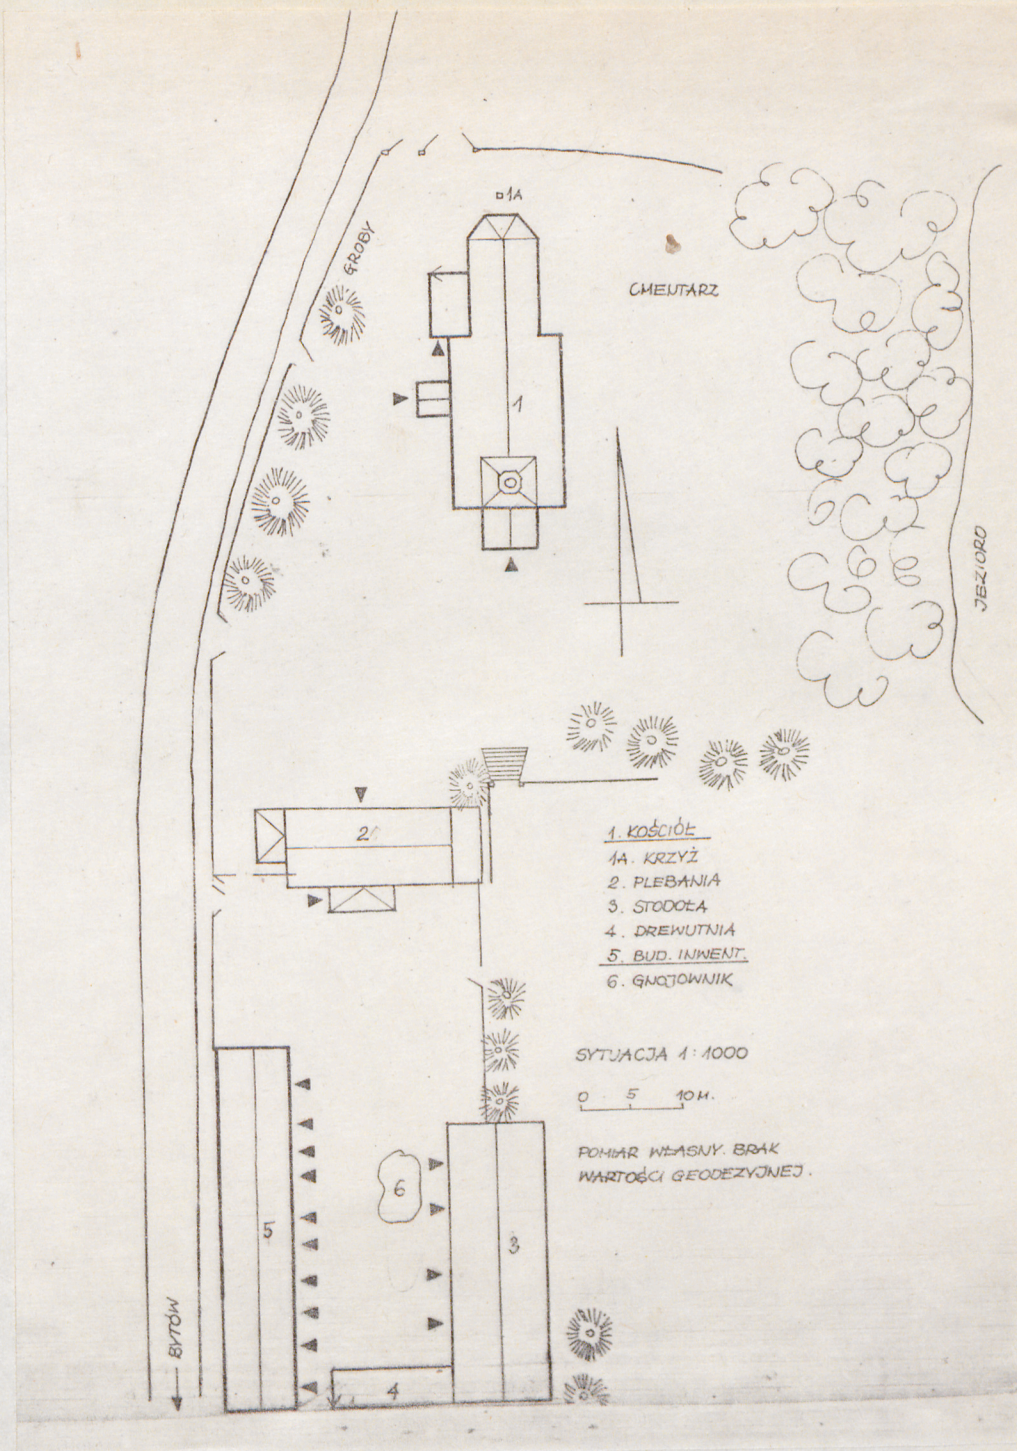 1A
GROBY
CMENTARZ
1
JEZIORO
2
1. KOŚCIÓŁ
1A. KRZYŻ
2. PLEBANIA
3. STODOŁA
4. DREWUTNIA
5. BUD. INWENT.
6. GNOJOWNIK
SYTUACJA 1:1000
0 5 10 M.
POMIAR WŁASNY. BRAK
WARTOŚCI GEODEZYJNEJ.
6
5
3
BYTÓW
4